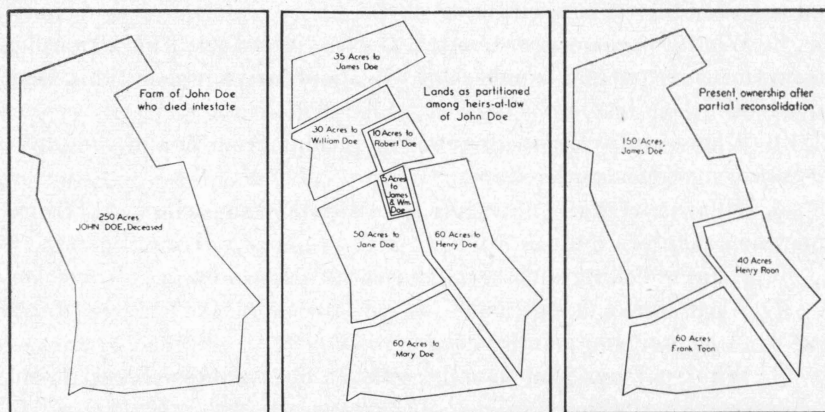 Farm of John Doe
who died intestate
250 Acres
JOHN DOE, Deceased
35 Acres to
James Doe
Lands as partitioned
among heirs-at-law
of John Doe
30 Acres to
William Doe
10 Acres to
Robert Doe
5 Acres
to
James
& Wm.
Doe
50 Acres to
Jane Doe
60 Acres to
Henry Doe
60 Acres to
Mary Doe
Present ownership after
partial reconsolidation
150 Acres,
James Doe
40 Acres
Henry Roon
60 Acres
Frank Toon